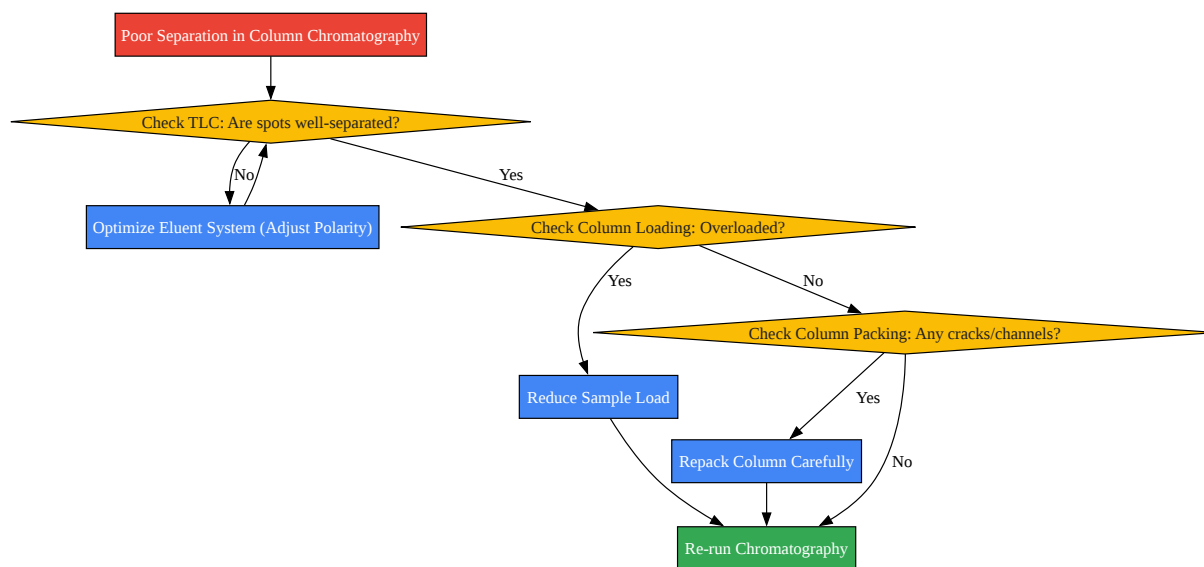 Poor Separation in Column Chromatography
Check TLC: Are spots well-separated?
No
Yes
Optimize Eluent System (Adjust Polarity)
Check Column Loading: Overloaded?
Yes
No
Check Column Packing: Any cracks/channels?
Reduce Sample Load
Yes
Repack Column Carefully
No
Re-run Chromatography